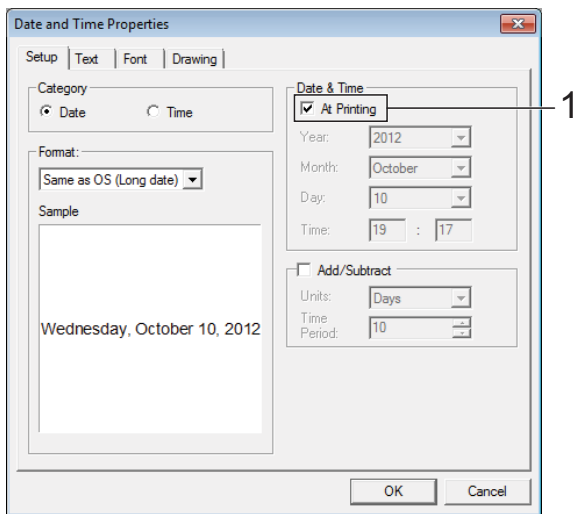 Date and Time Properties
Setup Text Font Drawing
Category
Date Time
Format:
Same as OS (Long date)
Sample
Wednesday, October 10, 2012
Date & Time
At Printing
1
Year: 2012
Month: October
Day: 10
Time: 19 : 17
Add/Subtract
Units: Days
Time
Period: 10
OK Cancel